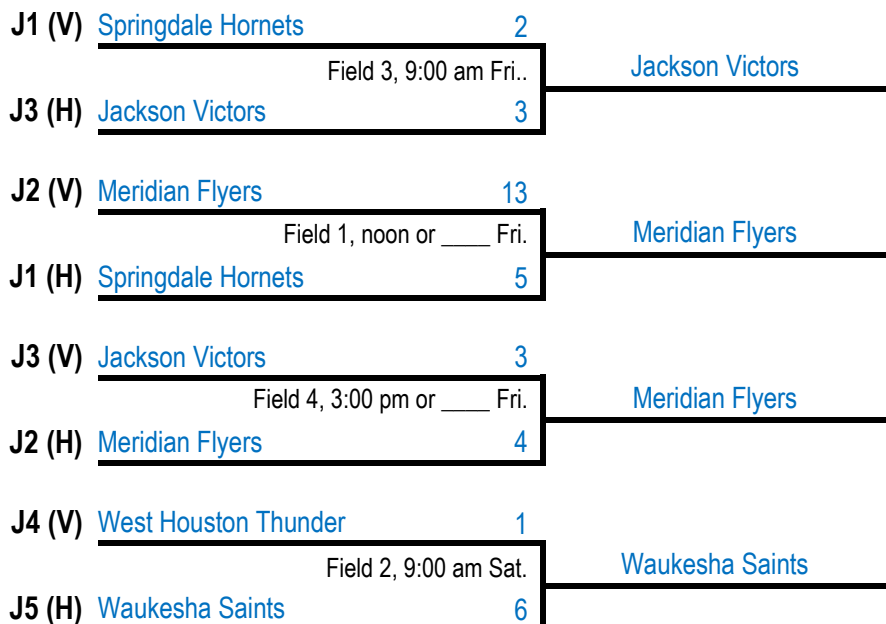 J1 (V) Springdale Hornets 2
Field 3, 9:00 am Fri.. Jackson Victors
J3 (H) Jackson Victors 3
J2 (V) Meridian Flyers 13
Field 1, noon or ____ Fri. Meridian Flyers
J1 (H) Springdale Hornets 5
J3 (V) Jackson Victors 3
Field 4, 3:00 pm or ____ Fri. Meridian Flyers
J2 (H) Meridian Flyers 4
J4 (V) West Houston Thunder 1
Field 2, 9:00 am Sat. Waukesha Saints
J5 (H) Waukesha Saints 6